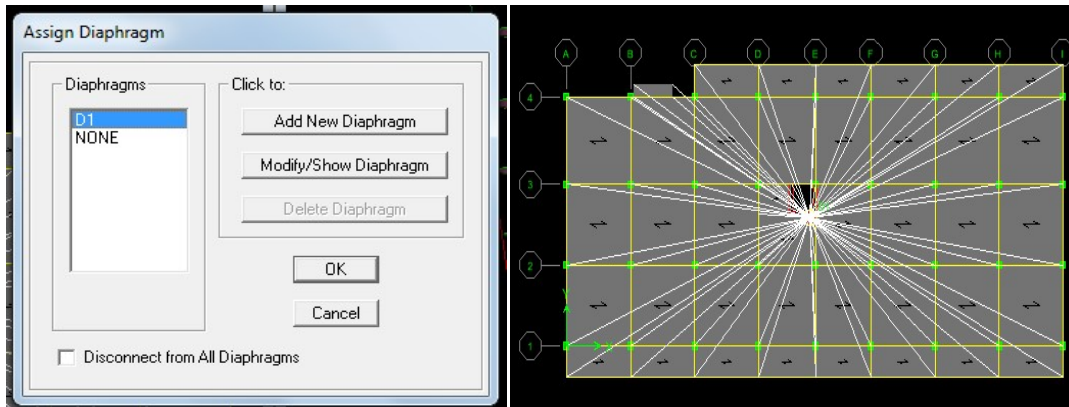 Assign Diaphragm
Diaphragms
D1
NONE
Click to:
Add New Diaphragm
Modify/Show Diaphragm
Delete Diaphragm
OK
Cancel
Disconnect from All Diaphragms
A B C D E F G H I
4
3
2
1